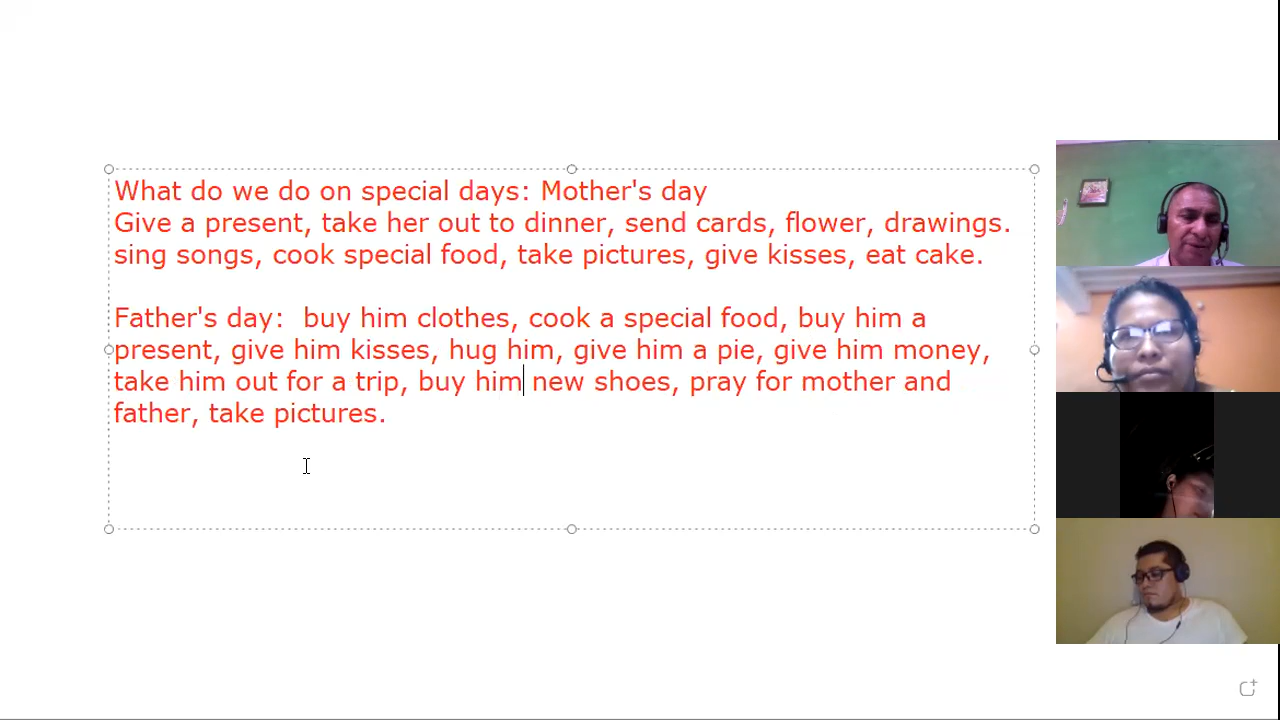 What do we do on special days: Mother's day
Give a present, take her out to dinner, send cards, flower, drawings.
sing songs, cook special food, take pictures, give kisses, eat cake.
Father's day:  buy him clothes, cook a special food, buy him a
present, give him kisses, hug him, give him a pie, give him money,
take him out for a trip, buy him new shoes, pray for mother and
father, take pictures.